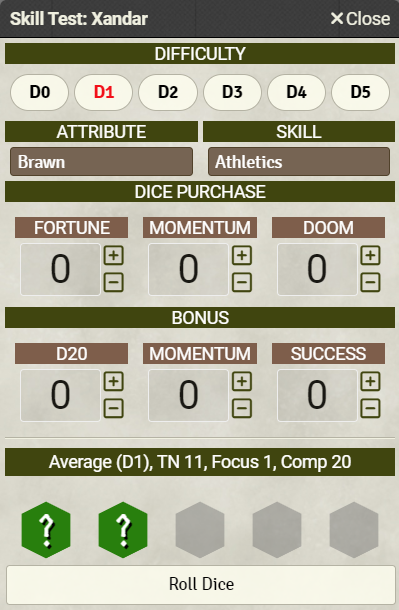 Skill Test: Xandar ✕Close
DIFFICULTY
D0 D1 D2 D3 D4 D5
ATTRIBUTE SKILL
Brawn Athletics
DICE PURCHASE
FORTUNE MOMENTUM DOOM
0 + 0 + 0 +
− − −
BONUS
D20 MOMENTUM SUCCESS
0 + 0 + 0 +
− − −
Average (D1), TN 11, Focus 1, Comp 20
? ?
Roll Dice